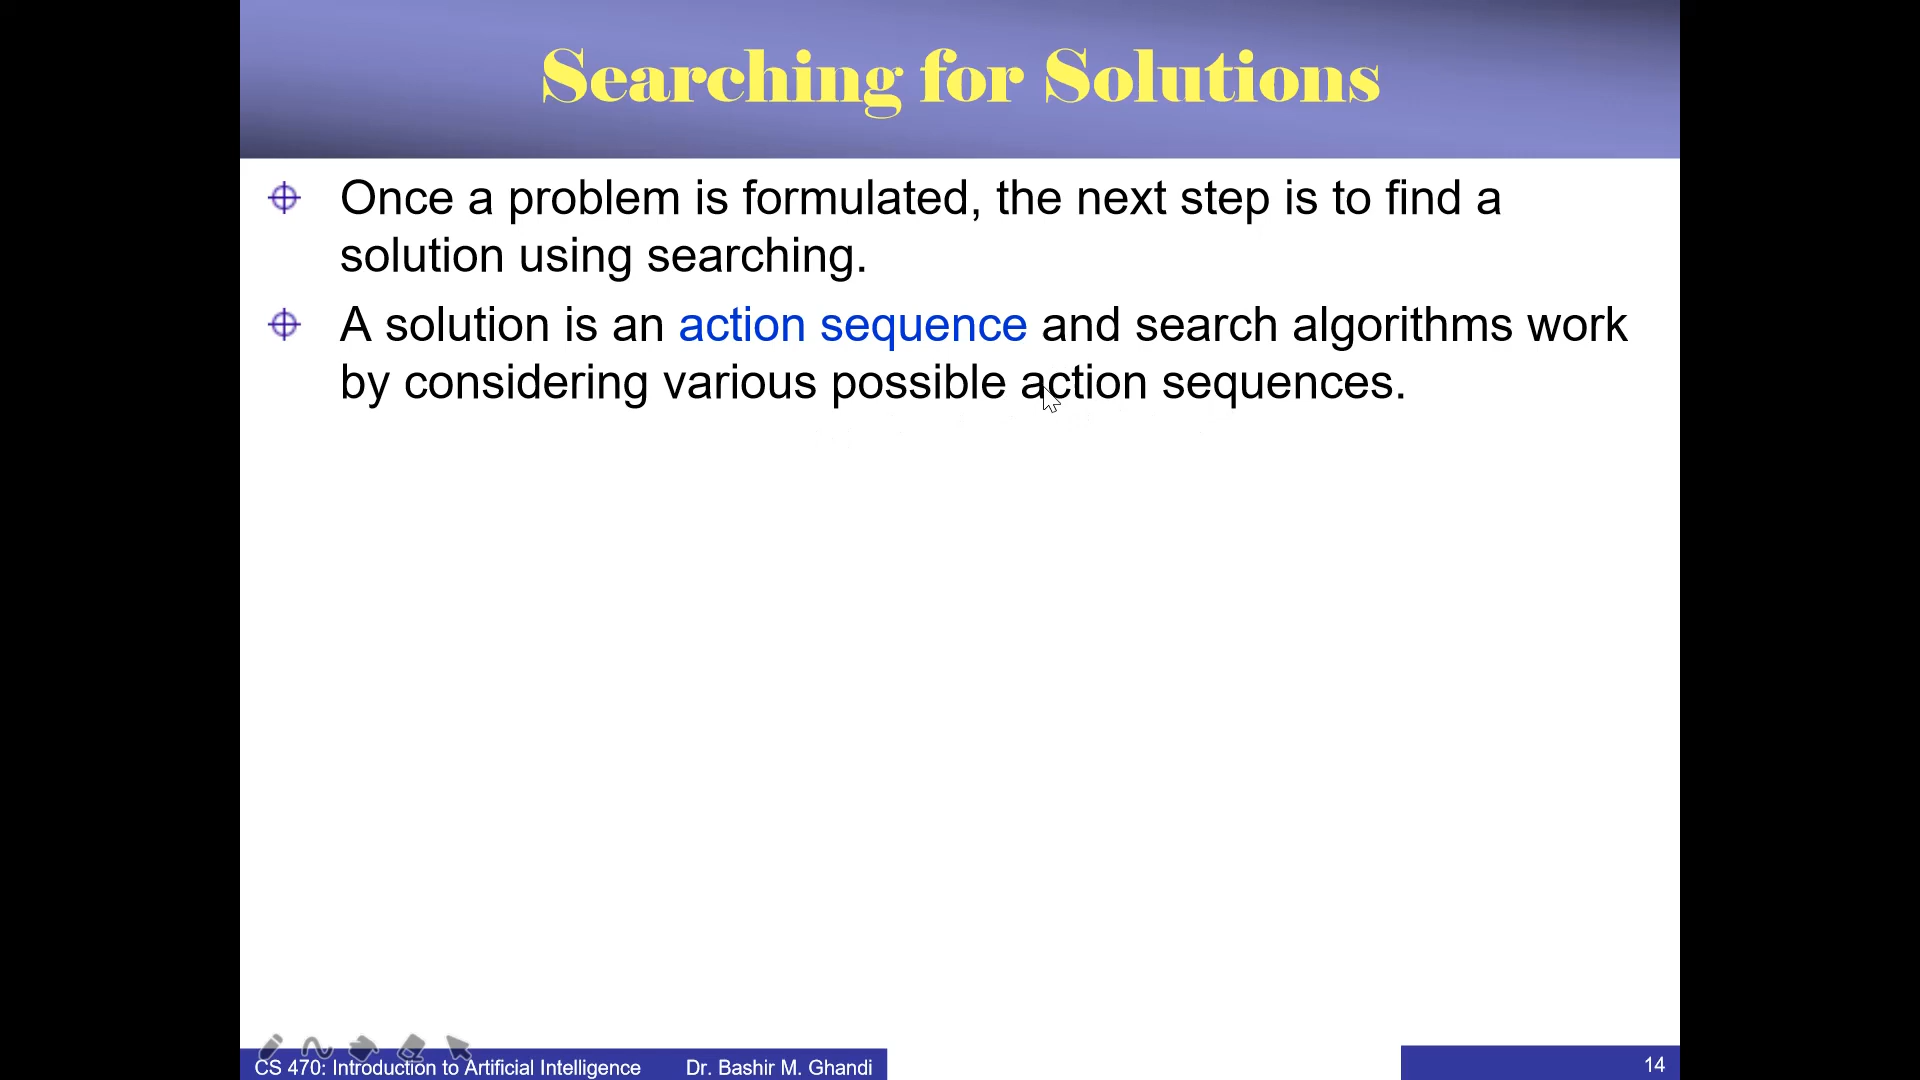 Searching for Solutions
Once a problem is formulated, the next step is to find a
solution using searching.
A solution is an action sequence and search algorithms work
by considering various possible action sequences.
CS 470: Introduction to Artificial Intelligence Dr. Bashir M. Ghandi
14